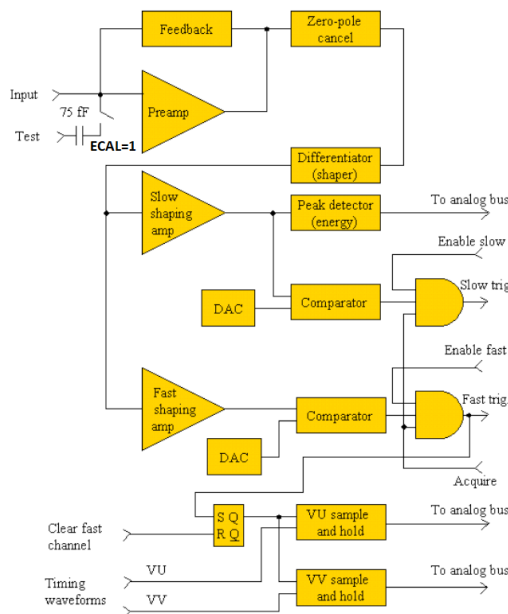 Feedback
Zero-pole
cancel
Input
75 fF
Preamp
Test
ECAL=1
Differentiator
(shaper)
Slow
shaping
amp
Peak detector
(energy)
To analog bus
Enable slow
DAC
Comparator
Slow trig
Enable fast
Fast
shaping
amp
Comparator
Fast trig.
DAC
Acquire
Clear fast
channel
S Q
R Q
VU sample
and hold
To analog bus
Timing
waveforms
VU
VV
VV sample
and hold
To analog bus